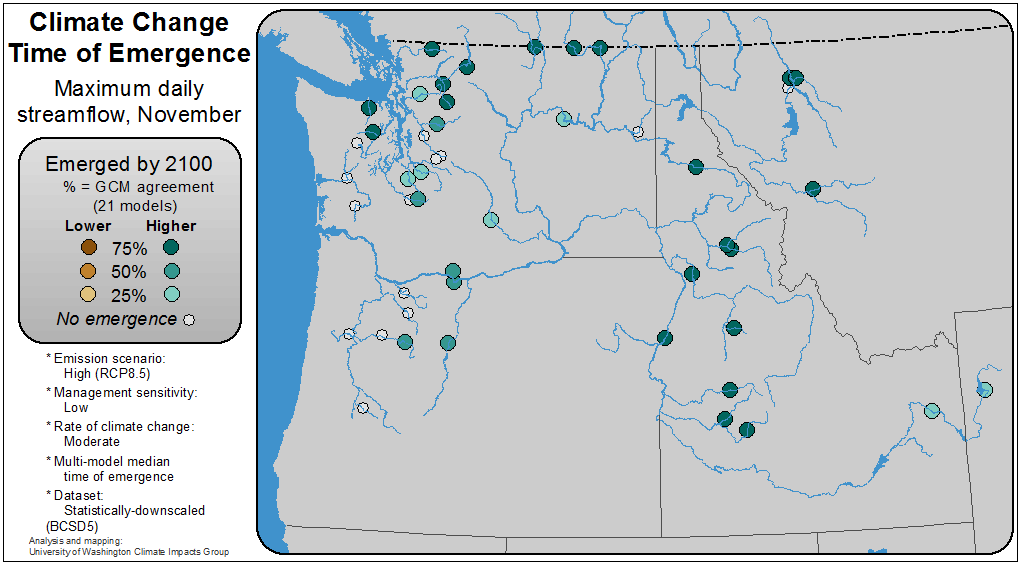 Climate Change
Time of Emergence
Maximum daily
streamflow, November
Emerged by 2100
% = GCM agreement
(21 models)
Lower Higher
75%
50%
25%
No emergence
* Emission scenario:
High (RCP8.5)
* Management sensitivity:
Low
* Rate of climate change:
Moderate
* Multi-model median
time of emergence
* Dataset:
Statistically-downscaled
(BCSD5)
Analysis and mapping:
University of Washington Climate Impacts Group